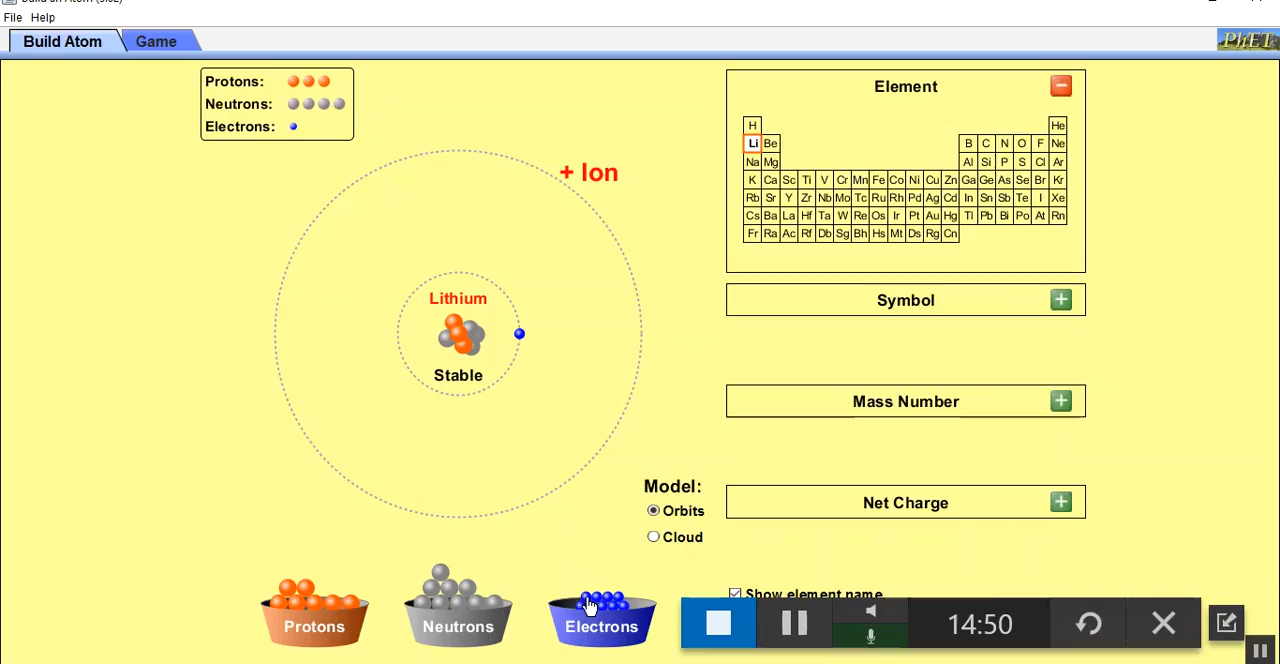 Build an Atom
File Help
Build Atom Game
PhET
Protons:
Neutrons:
Electrons:
+ Ion
Lithium
Stable
Element
H He
Li Be B C N O F Ne
Na Mg Al Si P S Cl Ar
K Ca Sc Ti V Cr Mn Fe Co Ni Cu Zn Ga Ge As Se Br Kr
Rb Sr Y Zr Nb Mo Tc Ru Rh Pd Ag Cd In Sn Sb Te I Xe
Cs Ba La Hf Ta W Re Os Ir Pt Au Hg Tl Pb Bi Po At Rn
Fr Ra Ac Rf Db Sg Bh Hs Mt Ds Rg Cn
Symbol
Mass Number
Model:
Orbits
Cloud
Net Charge
Show element name
Protons
Neutrons
Electrons
14:50